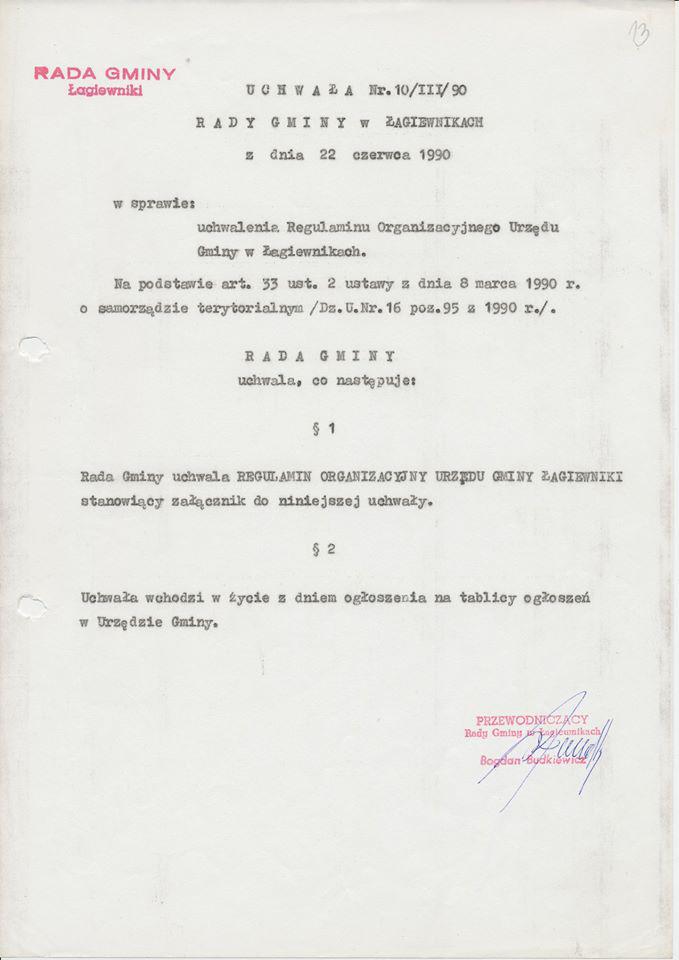 13
RADA GMINY
Łagiewniki
U C H W A Ł A Nr.10/III/90
R A D Y G M I N Y w ŁAGIEWNIKACH
z dnia 22 czerwca 1990
w sprawie:
uchwalenia Regulaminu Organizacyjnego Urzędu
Gminy w Łagiewnikach.
Na podstawie art. 33 ust. 2 ustawy z dnia 8 marca 1990 r.
o samorządzie terytorialnym /Dz.U.Nr.16 poz.95 z 1990 r./.
R A D A G M I N Y
uchwala, co następuje:
§ 1
Rada Gminy uchwala REGULAMIN ORGANIZACYJNY URZĘDU GMINY ŁAGIEWNIKI
stanowiący załącznik do niniejszej uchwały.
§ 2
Uchwała wchodzi w życie z dniem ogłoszenia na tablicy ogłoszeń
w Urzędzie Gminy.
PRZEWODNICZĄCY
Rady Gminy w Łagiewnikach
Bogdan Budkiewicz